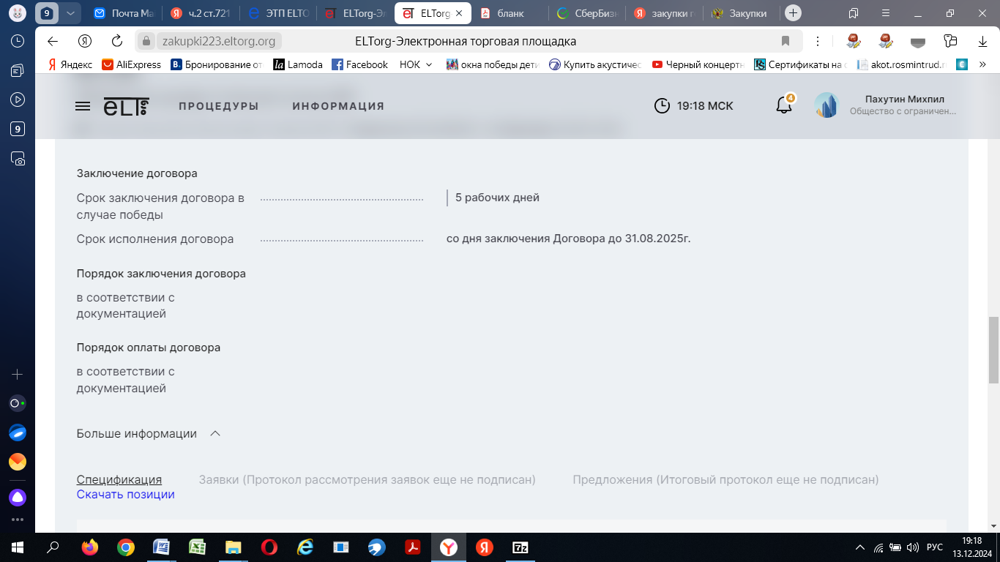 9
Почта Ма
ч.2 ст.721
ЭТП ELTO
ELTorg-Эл
ELTorg-
бланк
СберБизн
закупки г
Закупки
zakupki223.eltorg.org
ELTorg-Электронная торговая площадка
Яндекс
AliExpress
Бронирование от
Lamoda
Facebook
НОК
окна победы дети
Купить акустичес
Черный концертн
Сертификаты на с
akot.rosmintrud.r
ELT
ПРОЦЕДУРЫ
ИНФОРМАЦИЯ
19:18 МСК
4
Пахутин Михпил
Общество с ограничен...
9
Заключение договора
Срок заключения договора в
случае победы
5 рабочих дней
Срок исполнения договора
со дня заключения Договора до 31.08.2025г.
Порядок заключения договора
в соответствии с
документацией
Порядок оплаты договора
в соответствии с
документацией
Больше информации
Спецификация
Заявки (Протокол рассмотрения заявок еще не подписан)
Предложения (Итоговый протокол еще не подписан)
Скачать позиции
РУС
19:18
13.12.2024